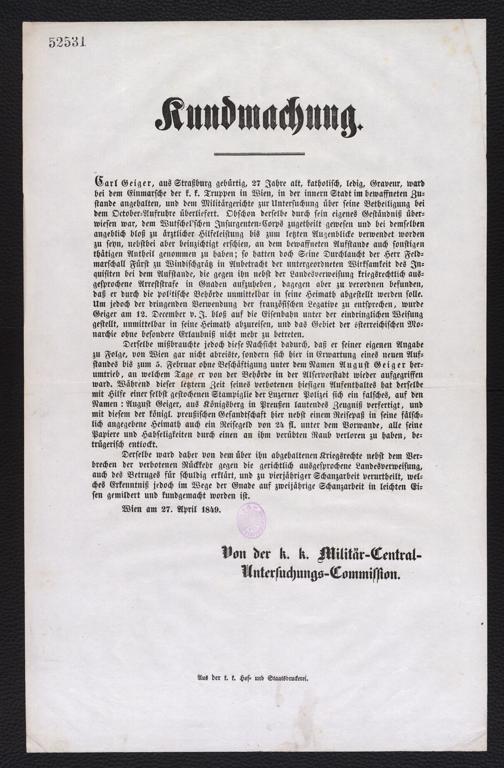 52531
Kundmachung.
Carl Geiger, aus Straßburg gebürtig, 27 Jahre alt, katholisch, ledig, Graveur, ward
bei dem Einmarsche der k. k. Truppen in Wien, in der innern Stadt im bewaffneten Zu-
stande angehalten, und dem Militärgerichte zur Untersuchung über seine Betheiligung bei
dem October-Aufruhre überliefert. Obschon derselbe durch sein eigenes Geständniß über-
wiesen war, dem Wutschel'schen Insurgenten-Corps zugetheilt gewesen und bei demselben
angeblich bloß zu ärztlicher Hilfeleistung bis zum letzten Augenblicke verwendet worden
zu seyn, nebstbei aber beinzichtigt erschien, an dem bewaffneten Aufstande auch sonstigen
thätigen Antheil genommen zu haben; so hatten doch Seine Durchlaucht der Herr Feld-
marschall Fürst zu Windischgrätz in Anbetracht der untergeordneten Wirksamkeit des In-
quisiten bei dem Aufstande, die gegen ihn nebst der Landesverweisung kriegsrechtlich aus-
gesprochene Arreststrafe in Gnaden aufzuheben, dagegen aber zu verordnen befunden,
daß er durch die politische Behörde unmittelbar in seine Heimath abgestellt werden solle.
Um jedoch der dringenden Verwendung der französischen Legation zu entsprechen, wurde
Geiger am 12. December v. J. bloß auf die Eisenbahn unter der eindringlichen Weisung
gestellt, unmittelbar in seine Heimath abzureisen, und das Gebiet der österreichischen Mo-
narchie ohne besondere Erlaubniß nicht mehr zu betreten.
Derselbe mißbrauchte jedoch diese Nachsicht dadurch, daß er seiner eigenen Angabe
zu Folge, von Wien gar nicht abreiste, sondern sich hier in Erwartung eines neuen Auf-
standes bis zum 5. Februar ohne Beschäftigung unter dem Namen August Geiger her-
umtrieb, an welchem Tage er von der Behörde in der Alservorstadt wieder aufgegriffen
ward. Während dieser letztern Zeit seines verbotenen hiesigen Aufenthaltes hat derselbe
mit Hilfe einer selbst gestochenen Stampiglie der Luzerner Polizei sich ein falsches, auf den
Namen: August Geiger, aus Königsberg in Preußen lautendes Zeugniß verfertigt, und
mit diesem der königl. preußischen Gesandtschaft hier nebst einem Reisepaß in seine fälsch-
lich angegebene Heimath auch ein Reisegeld von 24 fl. unter dem Vorwande, alle seine
Papiere und Habseligkeiten durch einen an ihm verübten Raub verloren zu haben, be-
trügerisch entlockt.
Derselbe ward daher von dem über ihn abgehaltenen Kriegsrechte nebst dem Ver-
brechen der verbotenen Rückkehr gegen die gerichtlich ausgesprochene Landesverweisung,
auch des Betruges für schuldig erklärt, und zu vierjähriger Schanzarbeit verurtheilt, wel-
ches Erkenntniß jedoch im Wege der Gnade auf zweijährige Schanzarbeit in leichten Ei-
sen gemildert und kundgemacht worden ist.
Wien am 27. April 1849.
Von der k. k. Militär-Central-
Untersuchungs-Commission.
Aus der k. k. Hof- und Staatsdruckerei.